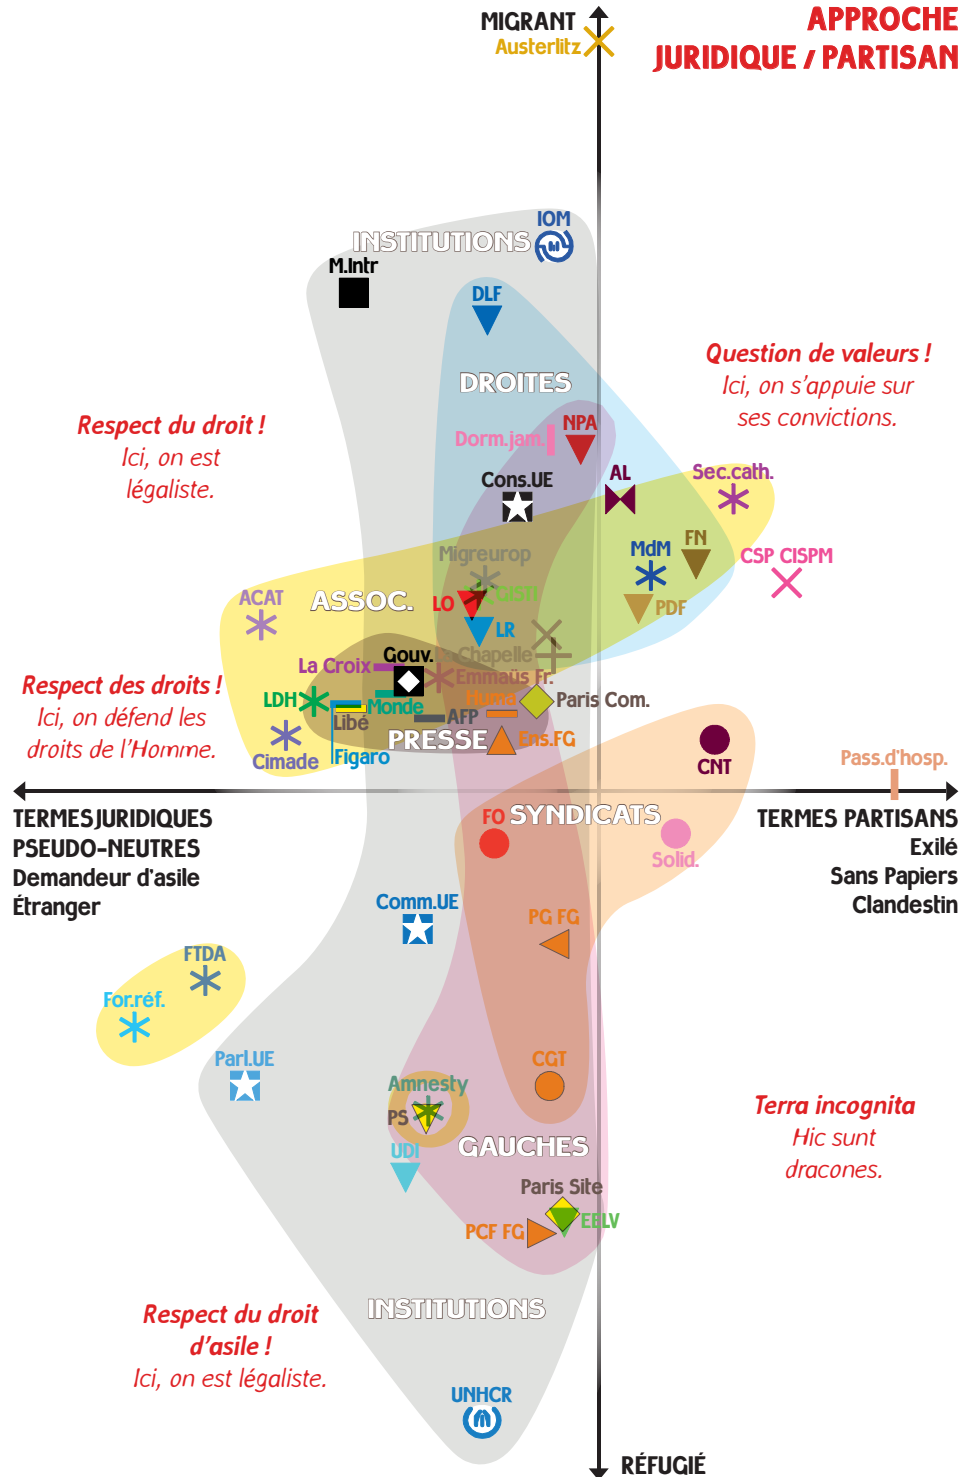 MIGRANT
Austerlitz
APPROCHE
JURIDIQUE / PARTISAN
IOM
INSTITUTIONS
M.Intr
DLF
Question de valeurs !
Ici, on s'appuie sur
ses convictions.
DROITES
Respect du droit !
Ici, on est
légaliste.
NPA
Dorm.jam.
Cons.UE
AL
Sec.cath.
FN
MdM
CSP CISPM
Migreurop
GISTI
ACAT
ASSOC.
LO
PDF
LR
Chapelle
Gouv.
La Croix
Emmaüs Fr.
Respect des droits !
Ici, on défend les
droits de l'Homme.
LDH
Monde
Huma
Paris Com.
Libé
AFP
PRESSE
Ens.FG
Cimade
Figaro
CNT
Pass.d'hosp.
TERMES JURIDIQUES
PSEUDO-NEUTRES
Demandeur d'asile
Étranger
FO
SYNDICATS
Solid.
TERMES PARTISANS
Exilé
Sans Papiers
Clandestin
Comm.UE
PG FG
FTDA
For.réf.
Parl.UE
CGT
Amnesty
PS
UDI
GAUCHES
Terra incognita
Hic sunt
dracones.
Paris Site
EELV
PCF FG
INSTITUTIONS
Respect du droit
d'asile !
Ici, on est légaliste.
UNHCR
RÉFUGIÉ